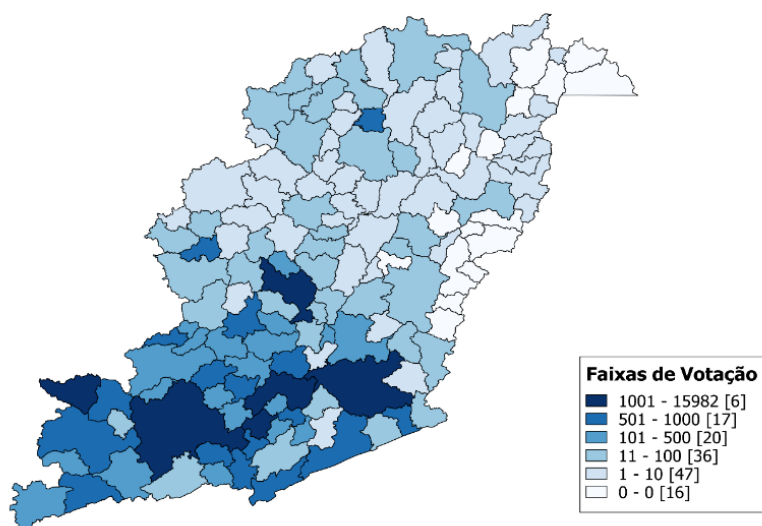 Faixas de Votação
1001 - 15982 [6]
501 - 1000 [17]
101 - 500 [20]
11 - 100 [36]
1 - 10 [47]
0 - 0 [16]